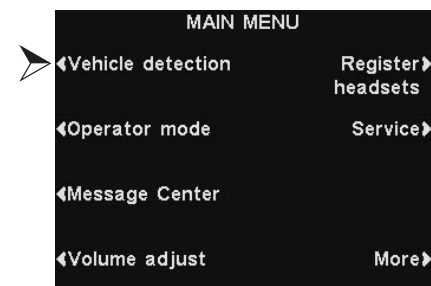 MAIN MENU
Vehicle detection
Register
headsets
Operator mode
Service
Message Center
Volume adjust
More